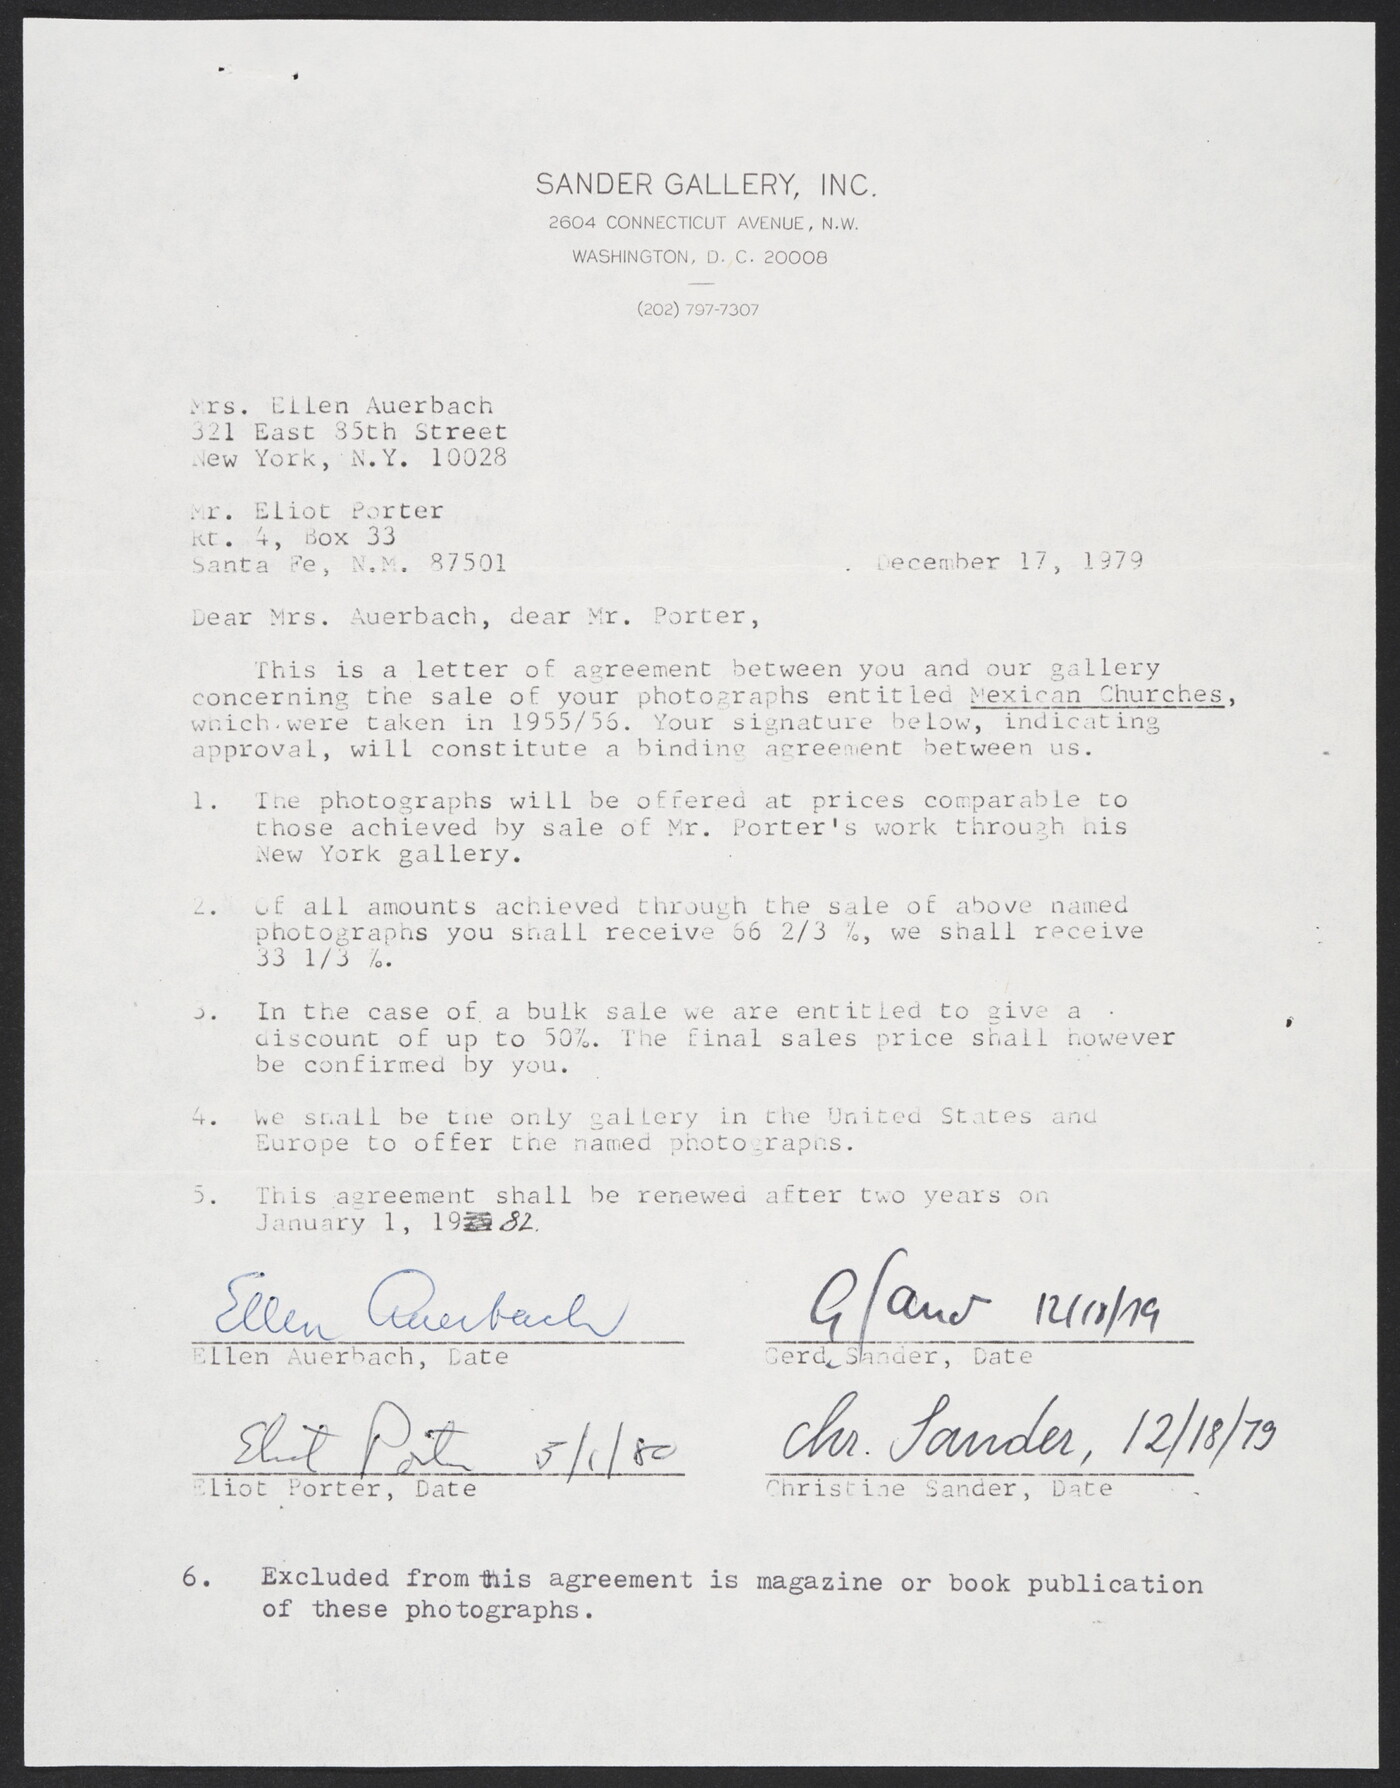 SANDER GALLERY, INC.
2604 CONNECTICUT AVENUE, N.W.
WASHINGTON, D. C. 20008
(202) 797-7307
Mrs. Ellen Auerbach
321 East 85th Street
New York, N.Y. 10028
Mr. Eliot Porter
Rt. 4, Box 33
Santa Fe, N.M. 87501
December 17, 1979
Dear Mrs. Auerbach, dear Mr. Porter,
This is a letter of agreement between you and our gallery
concerning the sale of your photographs entitled Mexican Churches,
which were taken in 1955/56. Your signature below, indicating
approval, will constitute a binding agreement between us.
1. The photographs will be offered at prices comparable to
those achieved by sale of Mr. Porter's work through his
New York gallery.
2. Of all amounts achieved through the sale of above named
photographs you shall receive 66 2/3 %, we shall receive
33 1/3 %.
3. In the case of a bulk sale we are entitled to give a
discount of up to 50%. The final sales price shall however
be confirmed by you.
4. We shall be the only gallery in the United States and
Europe to offer the named photographs.
5. This agreement shall be renewed after two years on
January 1, 19 82.
Ellen Auerbach
Ellen Auerbach, Date
G Sand 12/18/79
Gerd Sander, Date
Eliot Porter 5/1/80
Eliot Porter, Date
Chr. Sander, 12/18/79
Christine Sander, Date
6. Excluded from this agreement is magazine or book publication
of these photographs.